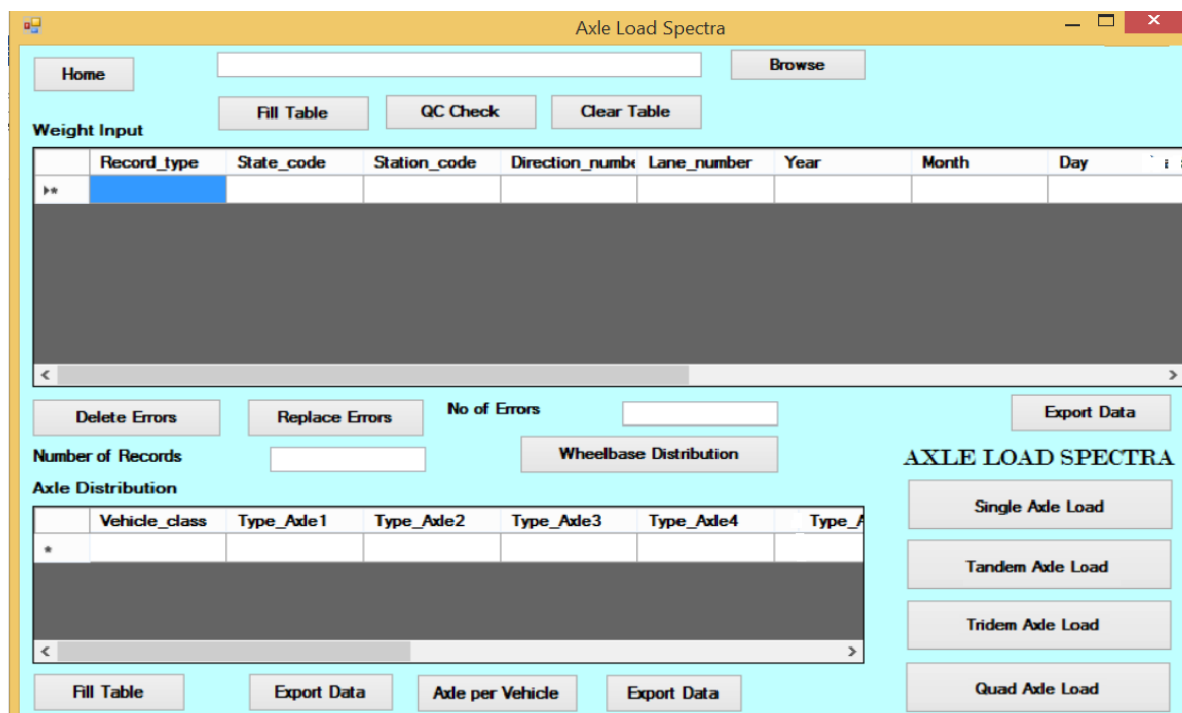 Axle Load Spectra
Home
Browse
Fill Table QC Check Clear Table
Weight Input
Record_type State_code Station_code Direction_numbe Lane_number Year Month Day
Delete Errors Replace Errors No of Errors Export Data
Number of Records Wheelbase Distribution AXLE LOAD SPECTRA
Axle Distribution
Single Axle Load
Vehicle_class Type_Axle1 Type_Axle2 Type_Axle3 Type_Axle4 Type_A
Tandem Axle Load
Tridem Axle Load
Quad Axle Load
Fill Table Export Data Axle per Vehicle Export Data